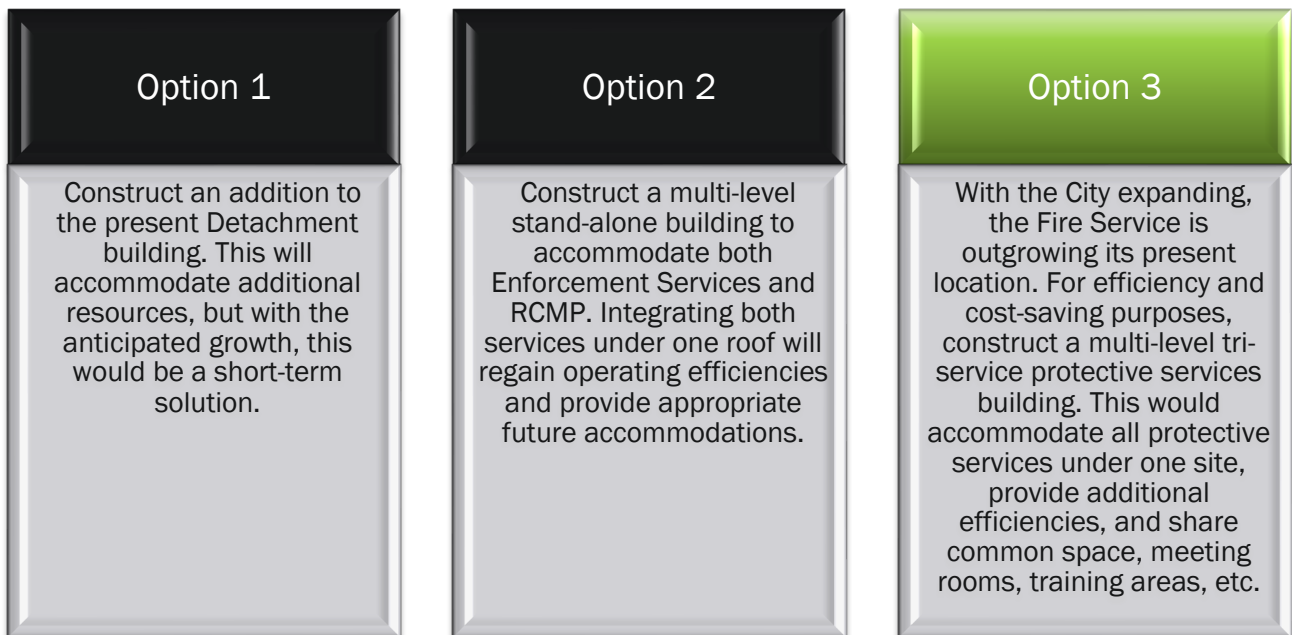 Option 1
Construct an addition to
the present Detachment
building. This will
accommodate additional
resources, but with the
anticipated growth, this
would be a short-term
solution.
Option 2
Construct a multi-level
stand-alone building to
accommodate both
Enforcement Services and
RCMP. Integrating both
services under one roof will
regain operating efficiencies
and provide appropriate
future accommodations.
Option 3
With the City expanding,
the Fire Service is
outgrowing its present
location. For efficiency and
cost-saving purposes,
construct a multi-level tri-
service protective services
building. This would
accommodate all protective
services under one site,
provide additional
efficiencies, and share
common space, meeting
rooms, training areas, etc.